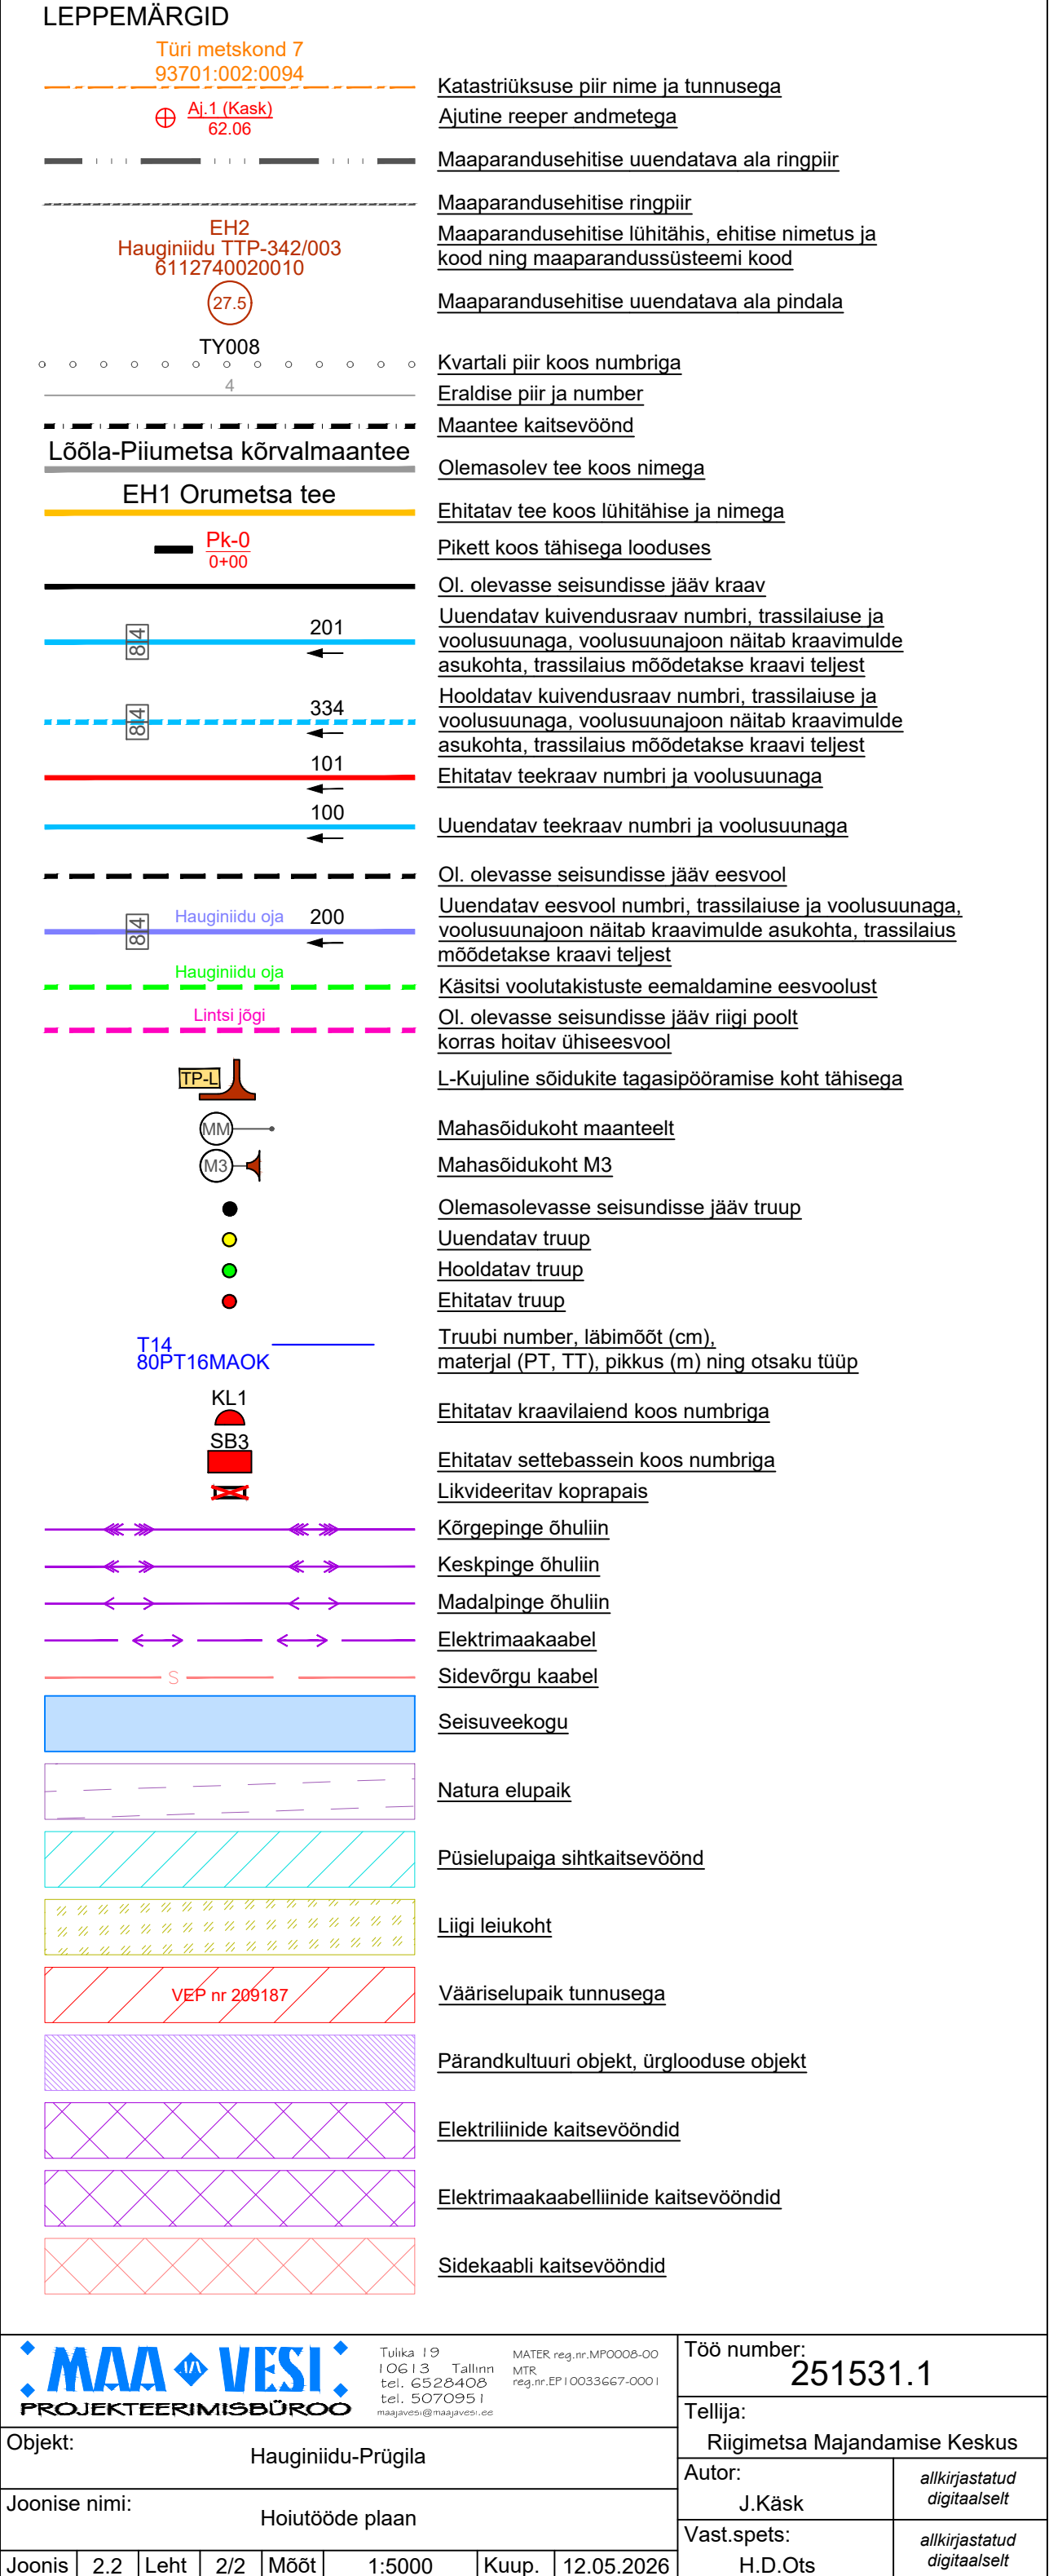 LEPPEMÄRGID
Türi metskond 7
93701:002:0094
Katastriüksuse piir nime ja tunnusega
Aj.1 (Kask)
62.06
Ajutine reeper andmetega
Maaparandusehitise uuendatava ala ringpiir
Maaparandusehitise ringpiir
EH2
Hauginiidu TTP-342/003
6112740020010
Maaparandusehitise lühitähis, ehitise nimetus ja
kood ning maaparandussüsteemi kood
27.5
Maaparandusehitise uuendatava ala pindala
TY008
Kvartali piir koos numbriga
4
Eraldise piir ja number
Maantee kaitsevöönd
Lõõla-Piiumetsa kõrvalmaantee
Olemasolev tee koos nimega
EH1 Orumetsa tee
Ehitatav tee koos lühitähise ja nimega
Pk-0
0+00
Pikett koos tähisega looduses
Ol. olevasse seisundisse jääv kraav
8|4
201
Uuendatav kuivendusraav numbri, trassilaiuse ja
voolusuunaga, voolusuunajoon näitab kraavimulde
asukohta, trassilaius mõõdetakse kraavi teljest
8|4
334
Hooldatav kuivendusraav numbri, trassilaiuse ja
voolusuunaga, voolusuunajoon näitab kraavimulde
asukohta, trassilaius mõõdetakse kraavi teljest
101
Ehitatav teekraav numbri ja voolusuunaga
100
Uuendatav teekraav numbri ja voolusuunaga
Ol. olevasse seisundisse jääv eesvool
8|4
Hauginiidu oja
200
Uuendatav eesvool numbri, trassilaiuse ja voolusuunaga,
voolusuunajoon näitab kraavimulde asukohta, trassilaius
mõõdetakse kraavi teljest
Hauginiidu oja
Käsitsi voolutakistuste eemaldamine eesvoolust
Lintsi jõgi
Ol. olevasse seisundisse jääv riigi poolt
korras hoitav ühiseesvool
TP-L
L-Kujuline sõidukite tagasipööramise koht tähisega
MM
Mahasõidukoht maanteelt
M3
Mahasõidukoht M3
Olemasolevasse seisundisse jääv truup
Uuendatav truup
Hooldatav truup
Ehitatav truup
T14
80PT16MAOK
Truubi number, läbimõõt (cm),
materjal (PT, TT), pikkus (m) ning otsaku tüüp
KL1
Ehitatav kraavilaiend koos numbriga
SB3
Ehitatav settebassein koos numbriga
Likvideeritav koprapais
Kõrgepinge õhuliin
Keskpinge õhuliin
Madalpinge õhuliin
Elektrimaakaabel
S
Sidevõrgu kaabel
Seisuveekogu
Natura elupaik
Püsielupaiga sihtkaitsevöönd
Liigi leiukoht
VEP nr 209187
Vääriselupaik tunnusega
Pärandkultuuri objekt, ürglooduse objekt
Elektriliinide kaitsevööndid
Elektrimaakaabelliinide kaitsevööndid
Sidekaabli kaitsevööndid
MAA VESI
PROJEKTEERIMISBÜROO
Tulika 19
10613 Tallinn
tel. 6528408
tel. 5070951
maajavesi@maajavesi.ee
MATER reg.nr.MP0008-00
MTR
reg.nr.EP10033667-0001
Töö number:
251531.1
Tellija:
Riigimetsa Majandamise Keskus
Objekt:
Hauginiidu-Prügila
Autor:
J.Käsk
allkirjastatud
digitaalselt
Joonise nimi:
Hoiutööde plaan
Vast.spets:
H.D.Ots
allkirjastatud
digitaalselt
Joonis 2.2 Leht 2/2 Mõõt 1:5000 Kuup. 12.05.2026